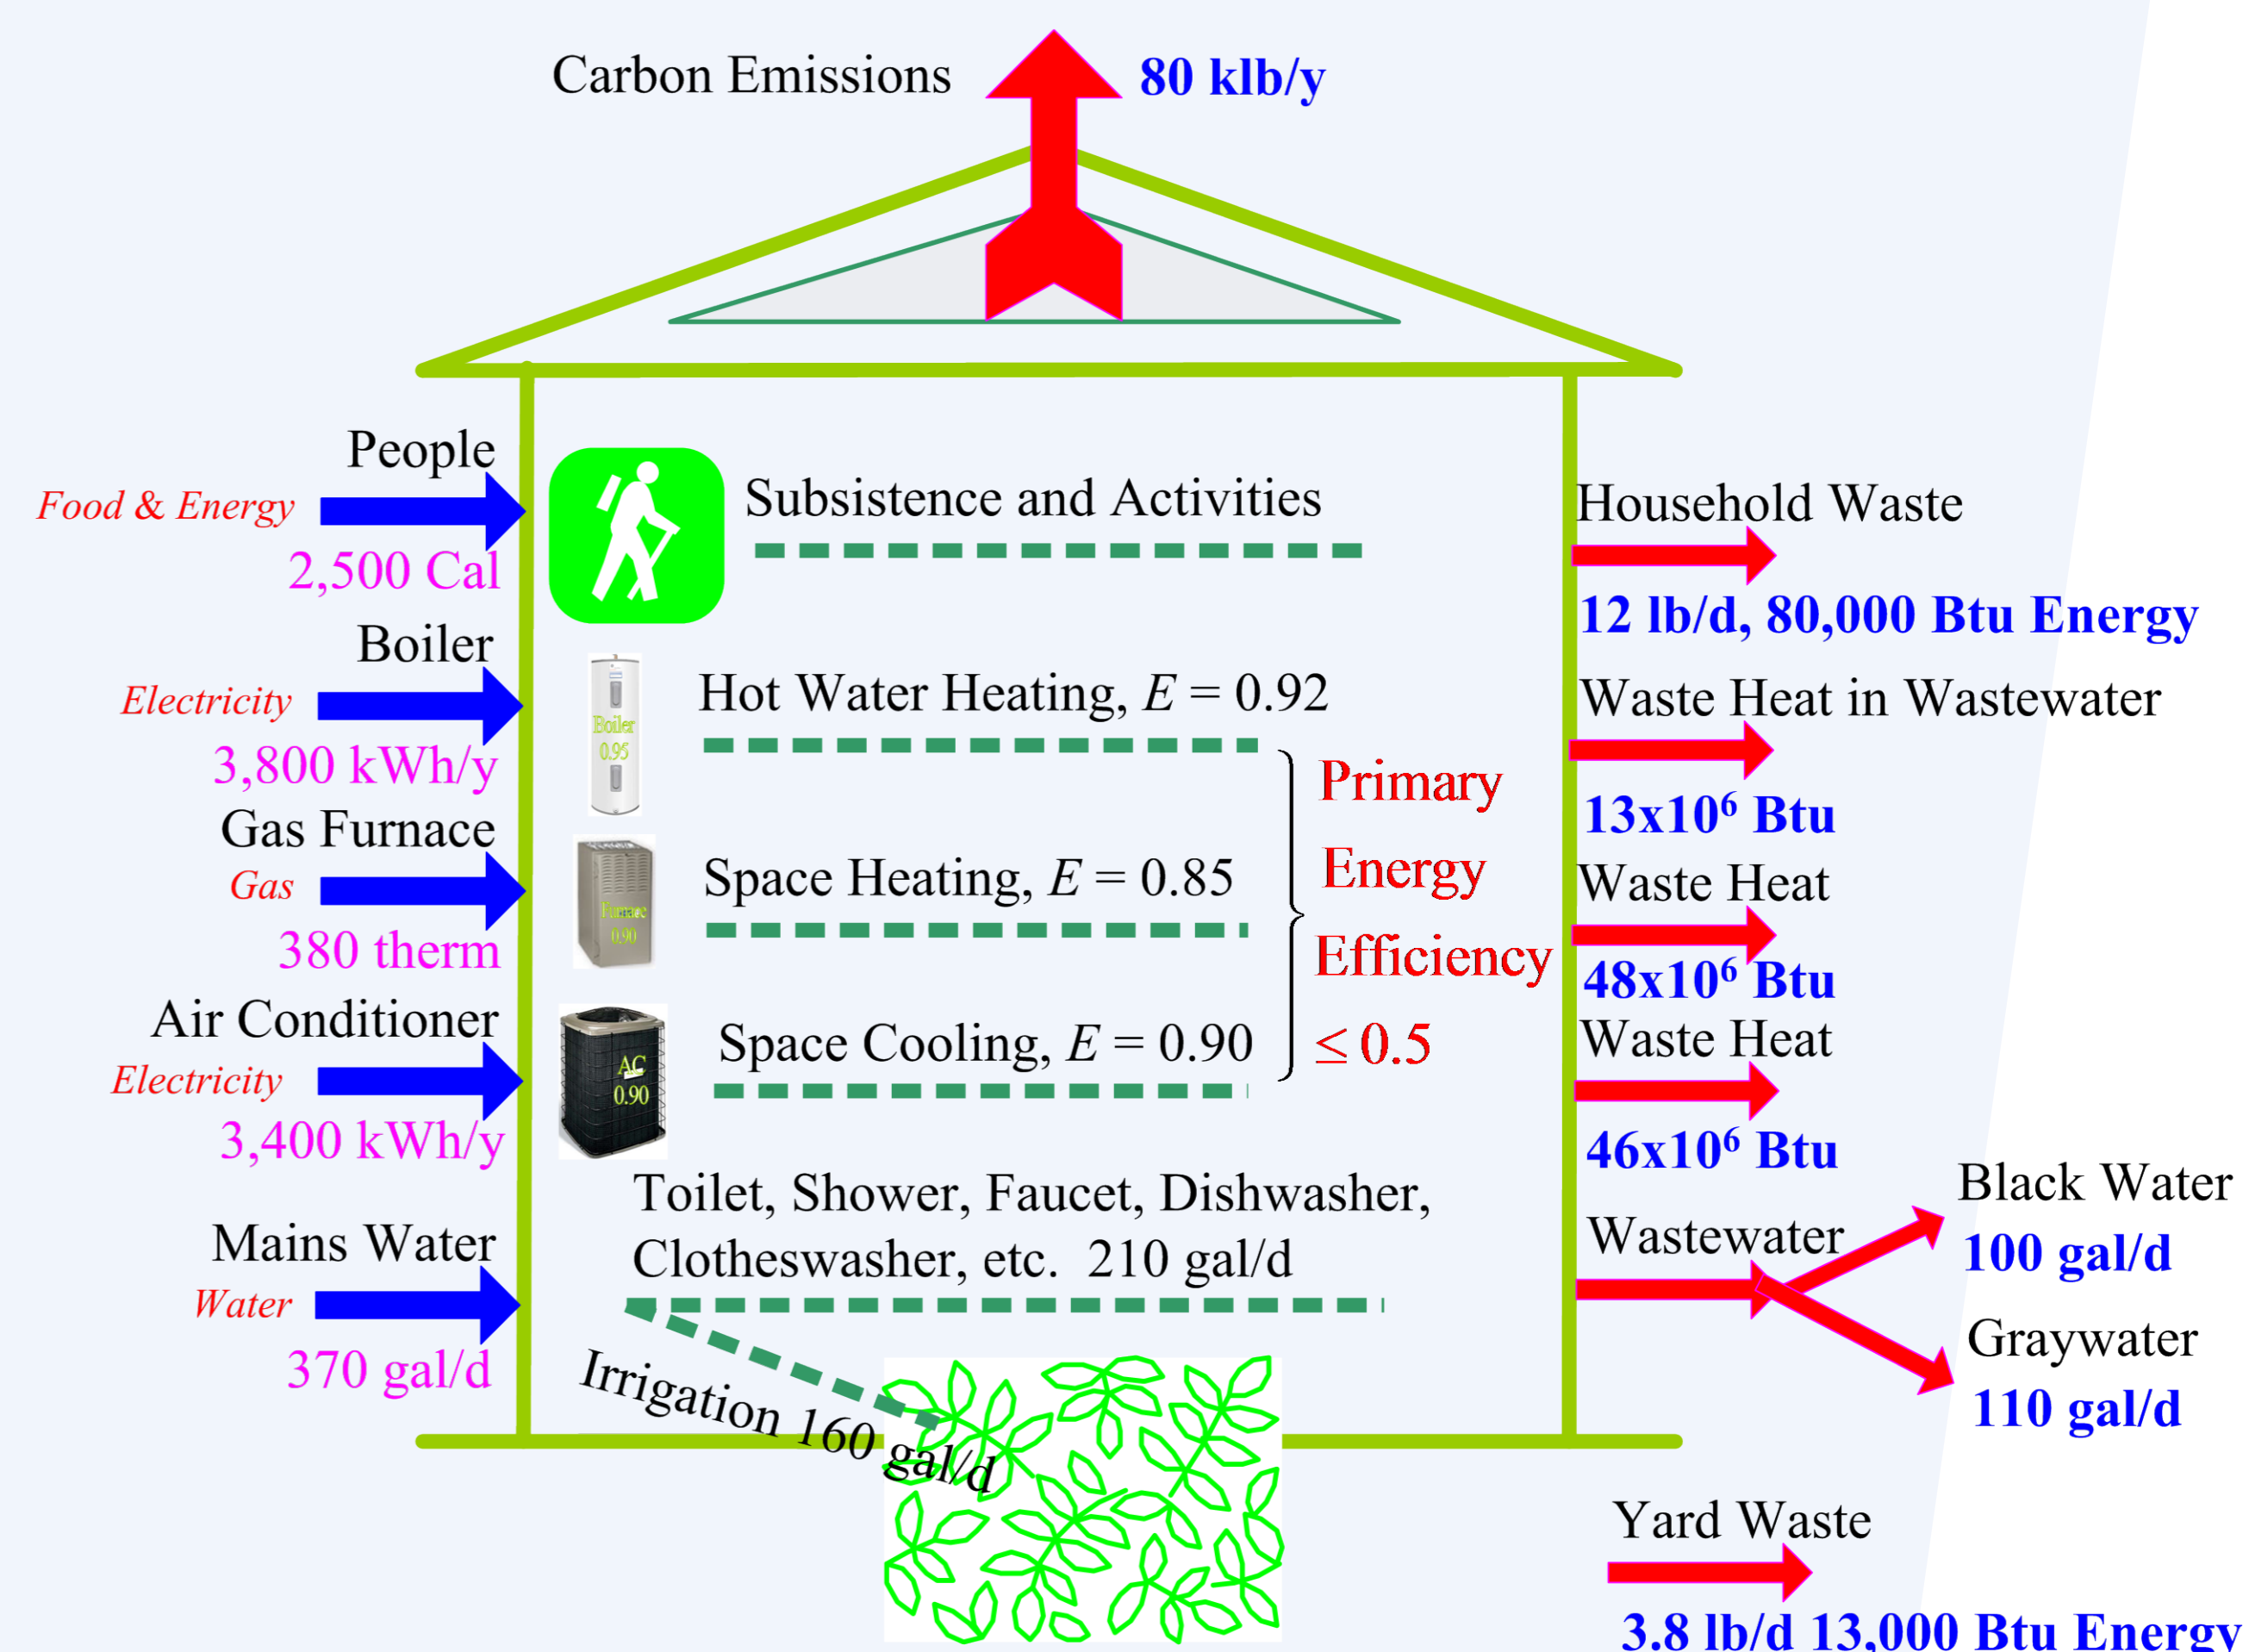 Carbon Emissions 80 klb/y
People
Food & Energy
2,500 Cal
Subsistence and Activities
Household Waste
12 lb/d, 80,000 Btu Energy
Boiler
Electricity
3,800 kWh/y
Boiler
0.95
Hot Water Heating, E = 0.92
Waste Heat in Wastewater
13x10⁶ Btu
Gas Furnace
Gas
380 therm
Furnace
0.90
Space Heating, E = 0.85
Waste Heat
48x10⁶ Btu
Air Conditioner
Electricity
3,400 kWh/y
AC
0.90
Space Cooling, E = 0.90
Primary
Energy
Efficiency
≤ 0.5
Waste Heat
46x10⁶ Btu
Mains Water
Water
370 gal/d
Toilet, Shower, Faucet, Dishwasher,
Clotheswasher, etc. 210 gal/d
Irrigation 160 gal/d
Wastewater
Black Water
100 gal/d
Graywater
110 gal/d
Yard Waste
3.8 lb/d 13,000 Btu Energy